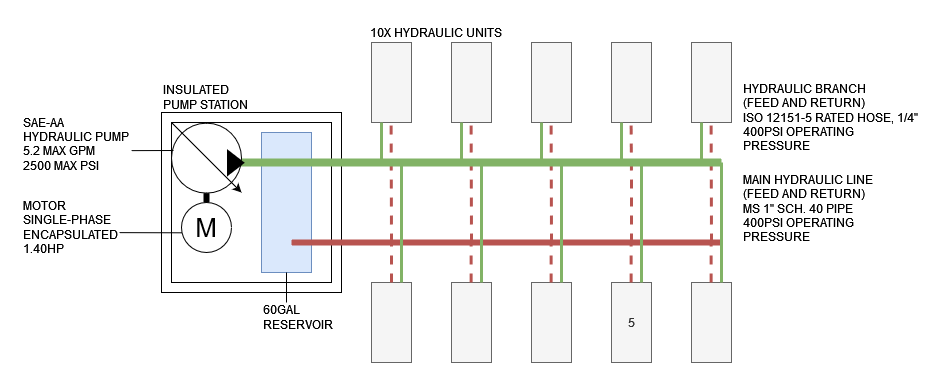 10X HYDRAULIC UNITS
INSULATED
PUMP STATION
SAE-AA
HYDRAULIC PUMP
5.2 MAX GPM
2500 MAX PSI
MOTOR
SINGLE-PHASE
ENCAPSULATED
1.40HP
M
60GAL
RESERVOIR
HYDRAULIC BRANCH
(FEED AND RETURN)
ISO 12151-5 RATED HOSE, 1/4"
400PSI OPERATING
PRESSURE
MAIN HYDRAULIC LINE
(FEED AND RETURN)
MS 1" SCH. 40 PIPE
400PSI OPERATING
PRESSURE
5